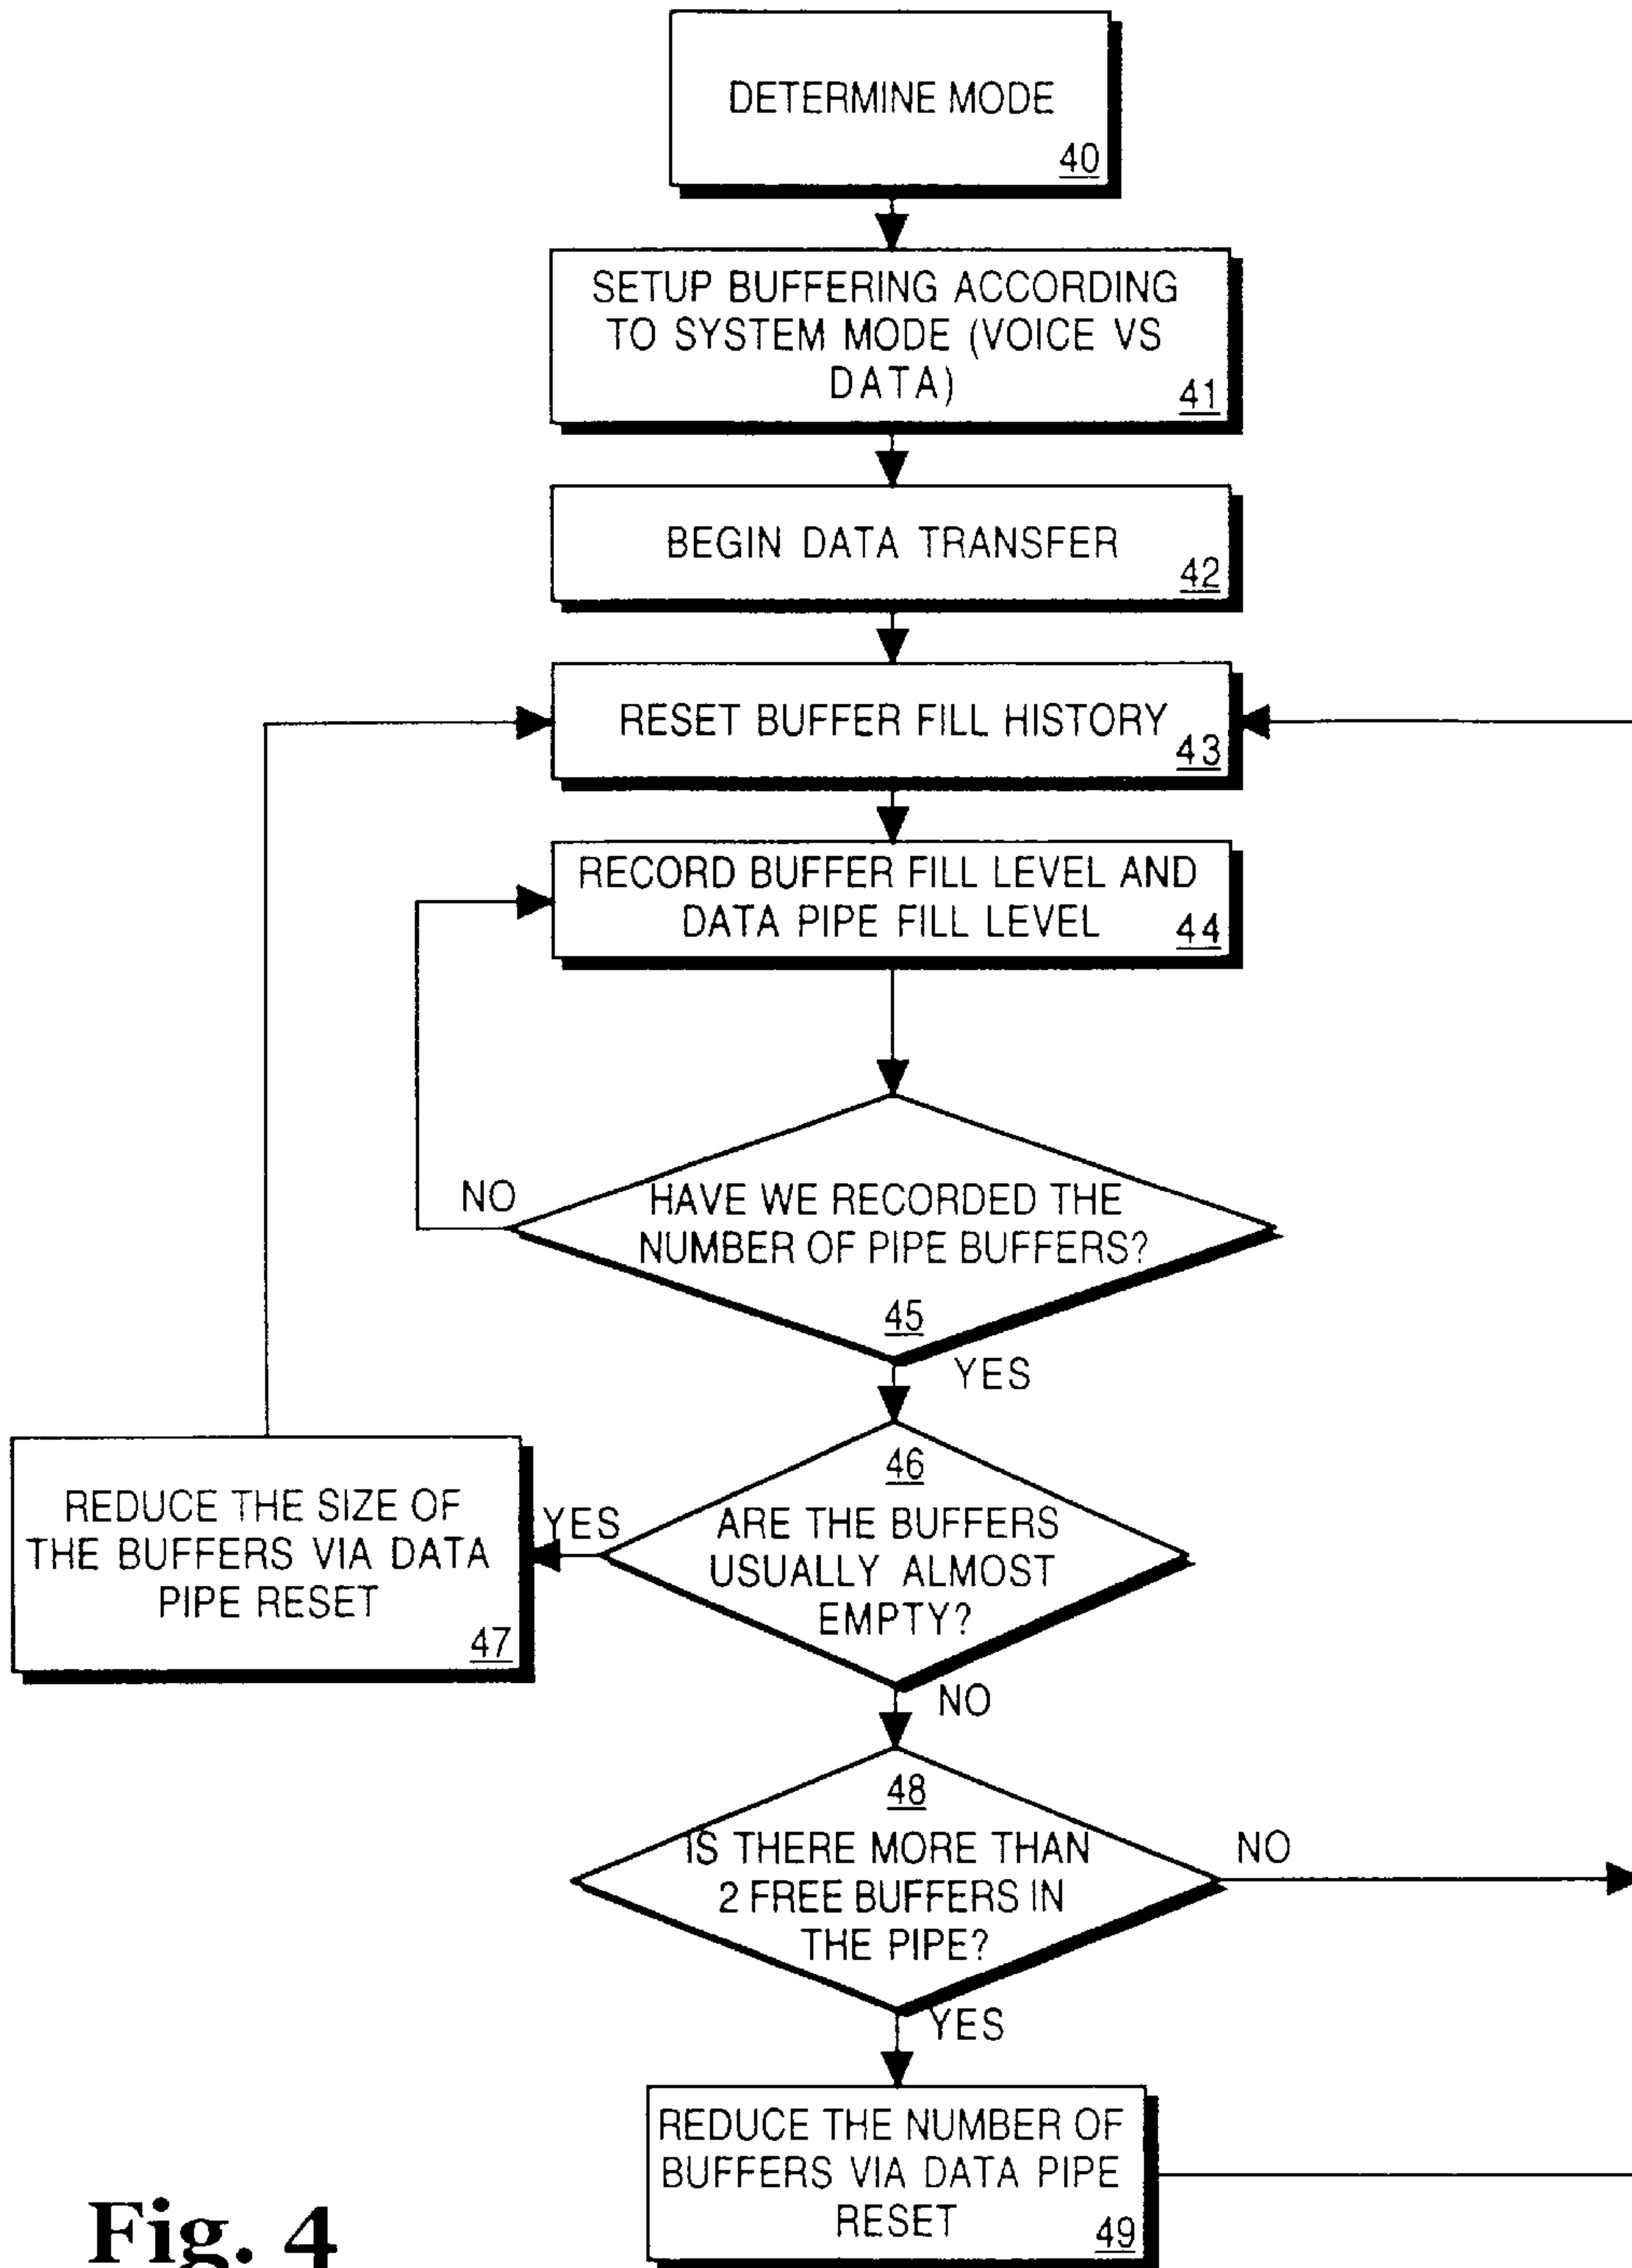 DETERMINE MODE
40
SETUP BUFFERING ACCORDING
TO SYSTEM MODE (VOICE VS
DATA)
41
BEGIN DATA TRANSFER
42
RESET BUFFER FILL HISTORY
43
RECORD BUFFER FILL LEVEL AND
DATA PIPE FILL LEVEL
44
NO
HAVE WE RECORDED THE
NUMBER OF PIPE BUFFERS?
45
YES
46
ARE THE BUFFERS
USUALLY ALMOST
EMPTY?
YES
REDUCE THE SIZE OF
THE BUFFERS VIA DATA
PIPE RESET
47
NO
48
IS THERE MORE THAN
2 FREE BUFFERS IN
THE PIPE?
NO
YES
REDUCE THE NUMBER OF
BUFFERS VIA DATA PIPE
RESET
49
Fig. 4